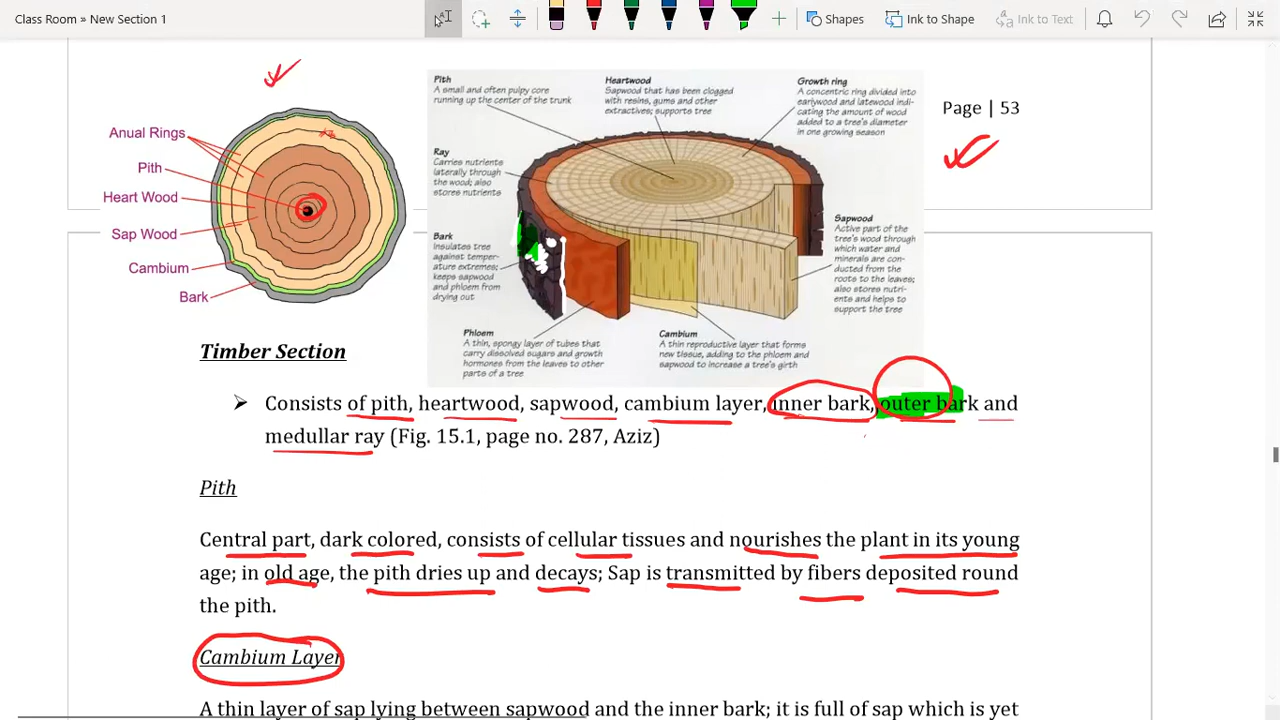 Class Room » New Section 1
Shapes
Ink to Shape
Ink to Text
Page | 53
Anual Rings
Pith
Heart Wood
Sap Wood
Cambium
Bark
Pith
A small and often pulpy core
running up the center of the trunk
Heartwood
Sapwood that has been clogged
with resins, gums and other
extractives; supports tree
Growth ring
A concentric ring divided into
earlywood and latewood indi-
cating the amount of wood
added to a tree's diameter
in one growing season
Ray
Carries nutrients
laterally through
the wood; also
stores nutrients
Bark
Insulates tree
against temper-
ature extremes;
keeps sapwood
and phloem from
drying out
Sapwood
Active part of the
tree's wood through
which water and
minerals are con-
ducted from the
roots to the leaves;
also stores nutri-
ents and helps to
support the tree
Phloem
A thin, spongy layer of tubes that
carry dissolved sugars and growth
hormones from the leaves to other
parts of a tree
Cambium
A thin reproductive layer that forms
new tissue, adding to the phloem and
sapwood to increase a tree's girth
Timber Section
Consists of pith, heartwood, sapwood, cambium layer, inner bark, outer bark and
medullar ray (Fig. 15.1, page no. 287, Aziz)
Pith
Central part, dark colored, consists of cellular tissues and nourishes the plant in its young
age; in old age, the pith dries up and decays; Sap is transmitted by fibers deposited round
the pith.
Cambium Layer
A thin layer of sap lying between sapwood and the inner bark; it is full of sap which is yet